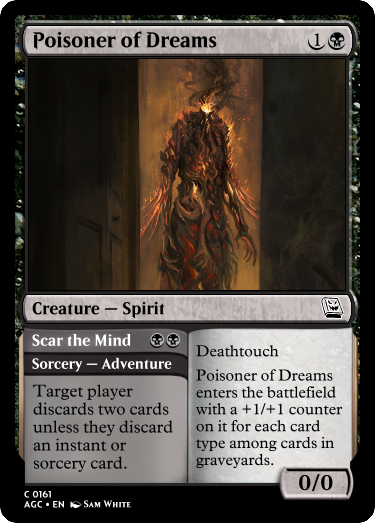 Poisoner of Dreams 1
Creature — Spirit
Scar the Mind
Sorcery — Adventure
Target player
discards two cards
unless they discard
an instant or
sorcery card.
Deathtouch
Poisoner of Dreams
enters the battlefield
with a +1/+1 counter
on it for each card
type among cards in
graveyards.
0/0
C 0161
AGC • EN Sam White